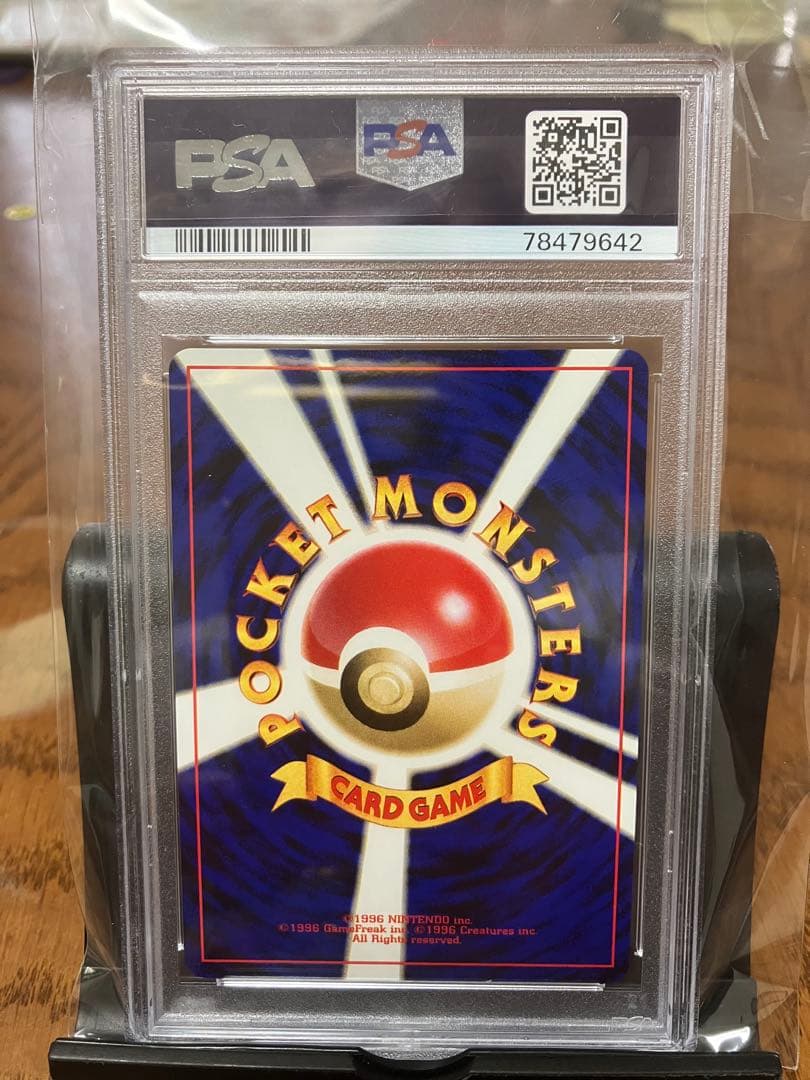 PSA
PSA
78479642
POCKET MONSTERS
CARD GAME
©1996 NINTENDO inc.
©1996 GameFreak inc. ©1996 Creatures inc.
All Rights reserved.